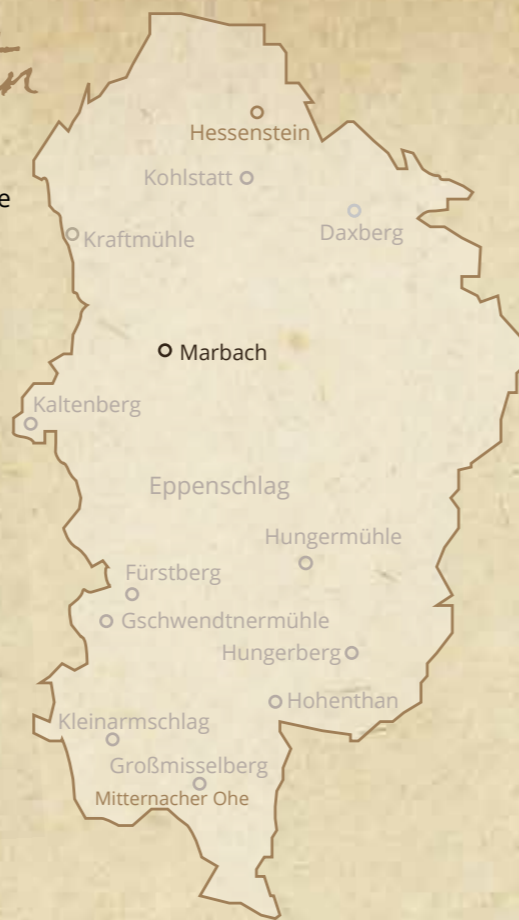 n
Hessenstein
Kohlstatt
e
Daxberg
Kraftmühle
Marbach
Kaltenberg
Eppenschlag
Hungermühle
Fürstberg
Gschwendtnermühle
Hungerberg
Hohenthan
Kleinarmschlag
Großmisselberg
Mitternacher Ohe